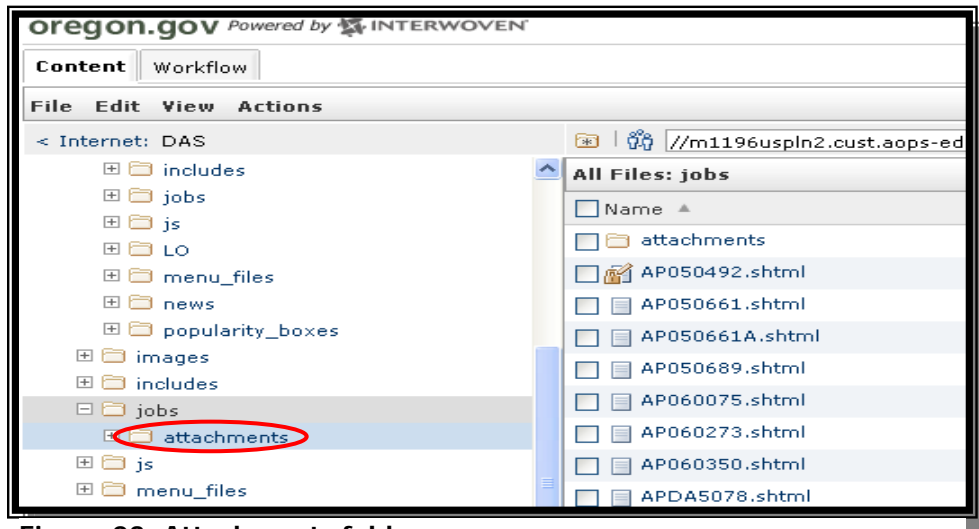 oregon.gov Powered by INTERWOVEN
Content Workflow
File Edit View Actions
< Internet: DAS
includes
jobs
js
LO
menu_files
news
popularity_boxes
images
includes
jobs
attachments
js
menu_files
//m1196uspln2.cust.aops-ed
All Files: jobs
Name
attachments
AP050492.shtml
AP050661.shtml
AP050661A.shtml
AP050689.shtml
AP060075.shtml
AP060273.shtml
AP060350.shtml
APDA5078.shtml